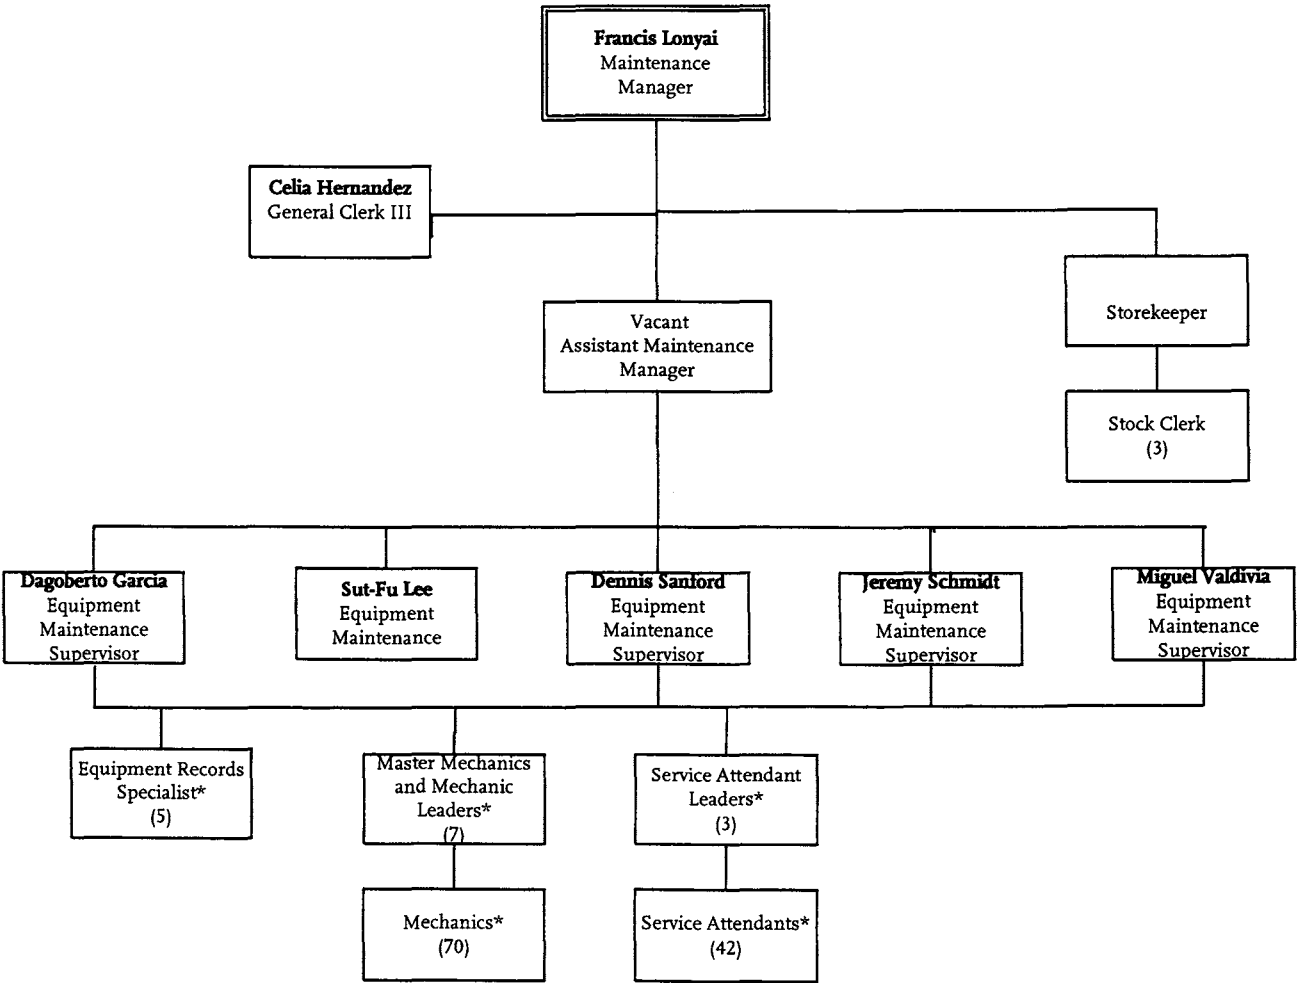 Francis Lonyai
Maintenance
Manager
Celia Hernandez
General Clerk III
Vacant
Assistant Maintenance
Manager
Storekeeper
Stock Clerk
(3)
Dagoberto Garcia
Equipment
Maintenance
Supervisor
Sut-Fu Lee
Equipment
Maintenance
Dennis Sanford
Equipment
Maintenance
Supervisor
Jeremy Schmidt
Equipment
Maintenance
Supervisor
Miguel Valdivia
Equipment
Maintenance
Supervisor
Equipment Records
Specialist*
(5)
Master Mechanics
and Mechanic
Leaders*
(7)
Service Attendant
Leaders*
(3)
Mechanics*
(70)
Service Attendants*
(42)